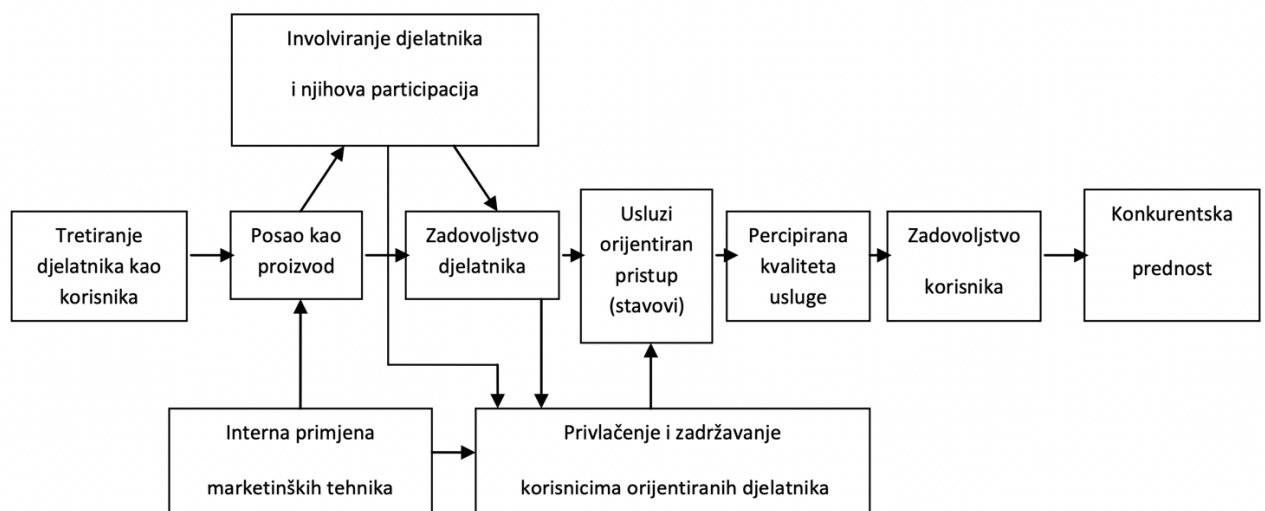 Involviranje djelatnika
i njihova participacija
Tretiranje
djelatnika kao
korisnika
Posao kao
proizvod
Zadovoljstvo
djelatnika
Usluzi
orijentiran
pristup
(stavovi)
Percipirana
kvaliteta
usluge
Zadovoljstvo
korisnika
Konkurentska
prednost
Interna primjena
marketinških tehnika
Privlačenje i zadržavanje
korisnicima orijentiranih djelatnika